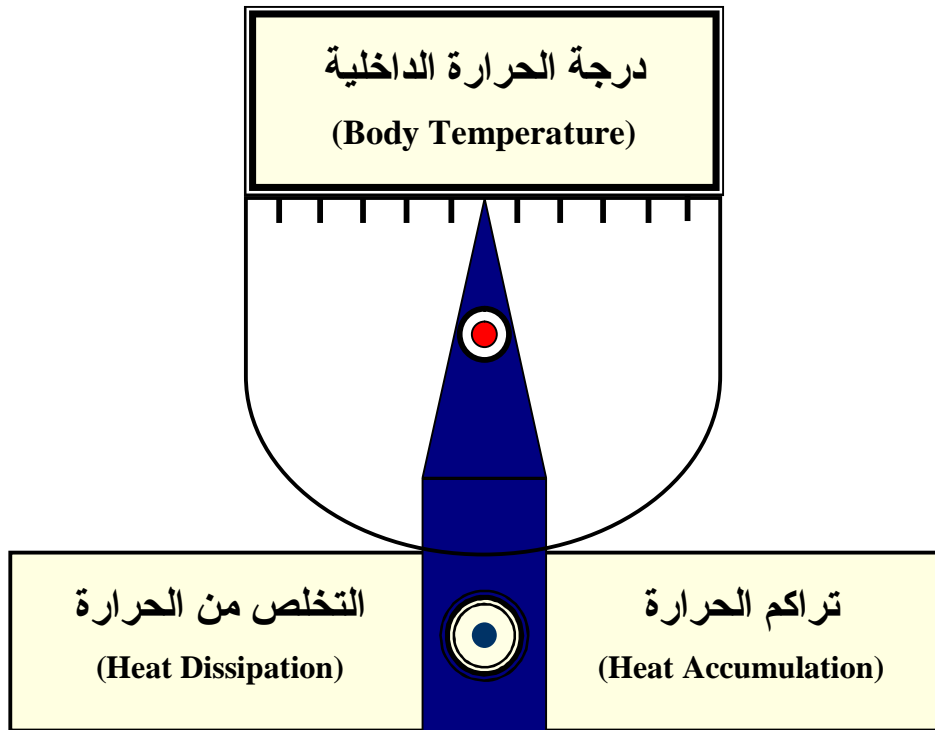 درجة الحرارة الداخلية
(Body Temperature)
تراكم الحرارة
(Heat Accumulation)
التخلص من الحرارة
(Heat Dissipation)